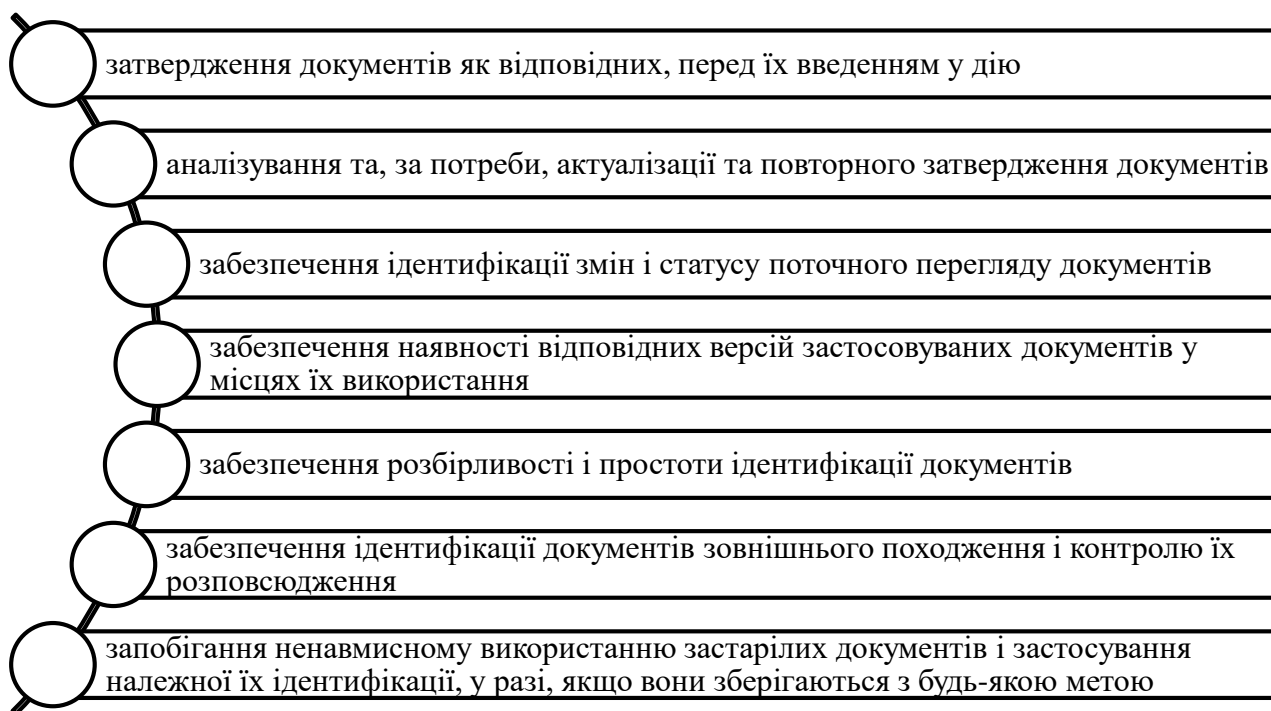 затвердження документів як відповідних, перед їх введенням у дію
аналізування та, за потреби, актуалізації та повторного затвердження документів
забезпечення ідентифікації змін і статусу поточного перегляду документів
забезпечення наявності відповідних версій застосовуваних документів у
місцях їх використання
забезпечення розбірливості і простоти ідентифікації документів
забезпечення ідентифікації документів зовнішнього походження і контролю їх
розповсюдження
запобігання ненавмисному використанню застарілих документів і застосування
належної їх ідентифікації, у разі, якщо вони зберігаються з будь-якою метою